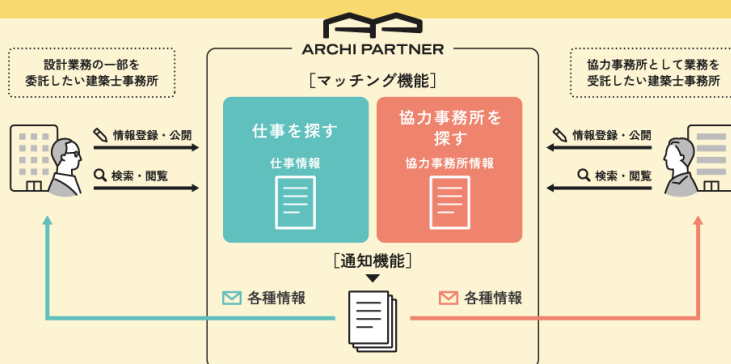 ARCHI PARTNER
設計業務の一部を
委託したい建築士事務所
協力事務所として業務を
受託したい建築士事務所
［マッチング機能］
情報登録・公開
検索・閲覧
仕事を探す
仕事情報
協力事務所を
探す
協力事務所情報
情報登録・公開
検索・閲覧
［通知機能］
各種情報
各種情報